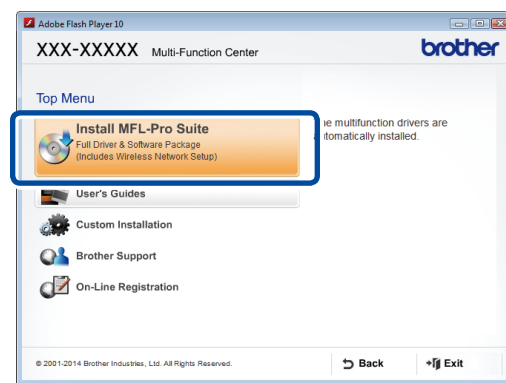 Adobe Flash Player 10
XXX-XXXXX Multi-Function Center
brother
Top Menu
Install MFL-Pro Suite
Full Driver & Software Package
(Includes Wireless Network Setup)
multifunction drivers are
installed.
User's Guides
Custom Installation
Brother Support
On-Line Registration
© 2001-2014 Brother Industries, Ltd. All Rights Reserved.
Back
Exit